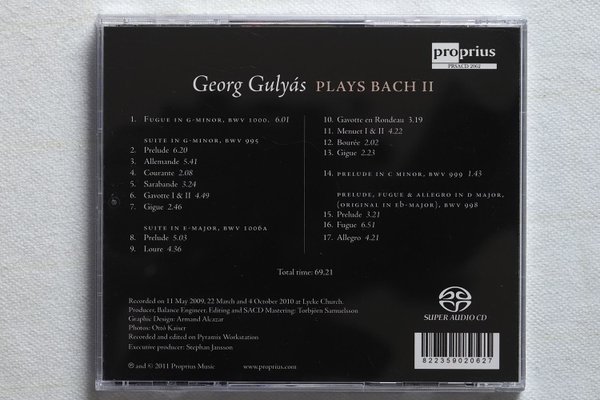 proprius
PRSACD 2061
Georg Gulyás PLAYS BACH II
1. FUGUE IN G-MINOR, BWV 1000. 6.01
SUITE IN G-MINOR, BWV 995
2. Prelude 6.20
3. Allemande 5.41
4. Courante 2.08
5. Sarabande 3.24
6. Gavotte I & II 4.49
7. Gigue 2.46
SUITE IN E-MAJOR, BWV 1006A
8. Prelude 5.03
9. Loure 4.36
10. Gavotte en Rondeau 3.19
11. Menuet I & II 4.22
12. Bourée 2.02
13. Gigue 2.23
14. PRELUDE IN C MINOR, BWV 999 1.43
PRELUDE, FUGUE & ALLEGRO IN D MAJOR,
(ORIGINAL IN Eb-MAJOR), BWV 998
15. Prelude 3.21
16. Fugue 6.51
17. Allegro 4.21
Total time: 69.21
Recorded on 11 May 2009, 22 March and 4 October 2010 at Lycke Church.
Producer, Balance Engineer, Editing and SACD Mastering: Torbjörn Samuelsson
Graphic Design: Armand Alcazar
Photos: Ottó Kaiser
Recorded and edited on Pyramix Workstation
Executive producer: Stephan Jansson
℗ and © 2011 Proprius Music
www.proprius.com
SUPER AUDIO CD
822359020627